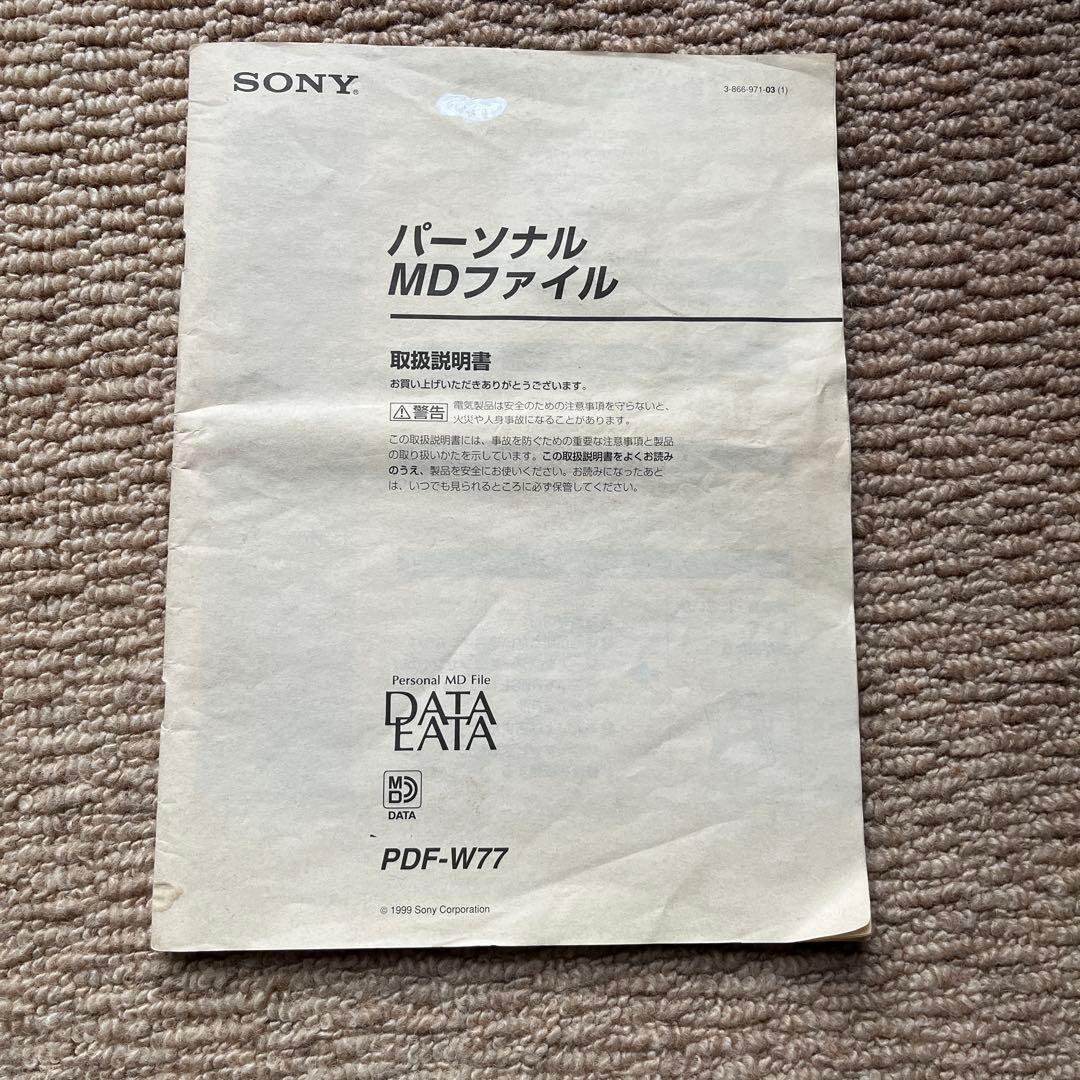 SONY®
3-866-971-03 (1)
パーソナル
MDファイル
取扱説明書
お買い上げいただきありがとうございます。
警告
電気製品は安全のための注意事項を守らないと、
火災や人身事故になることがあります。
この取扱説明書には、事故を防ぐための重要な注意事項と製品
の取り扱いかたを示しています。この取扱説明書をよくお読み
のうえ、製品を安全にお使いください。お読みになったあと
は、いつでも見られるところに必ず保管してください。
Personal MD File
DATA
EATA
MD
DATA
PDF-W77
© 1999 Sony Corporation